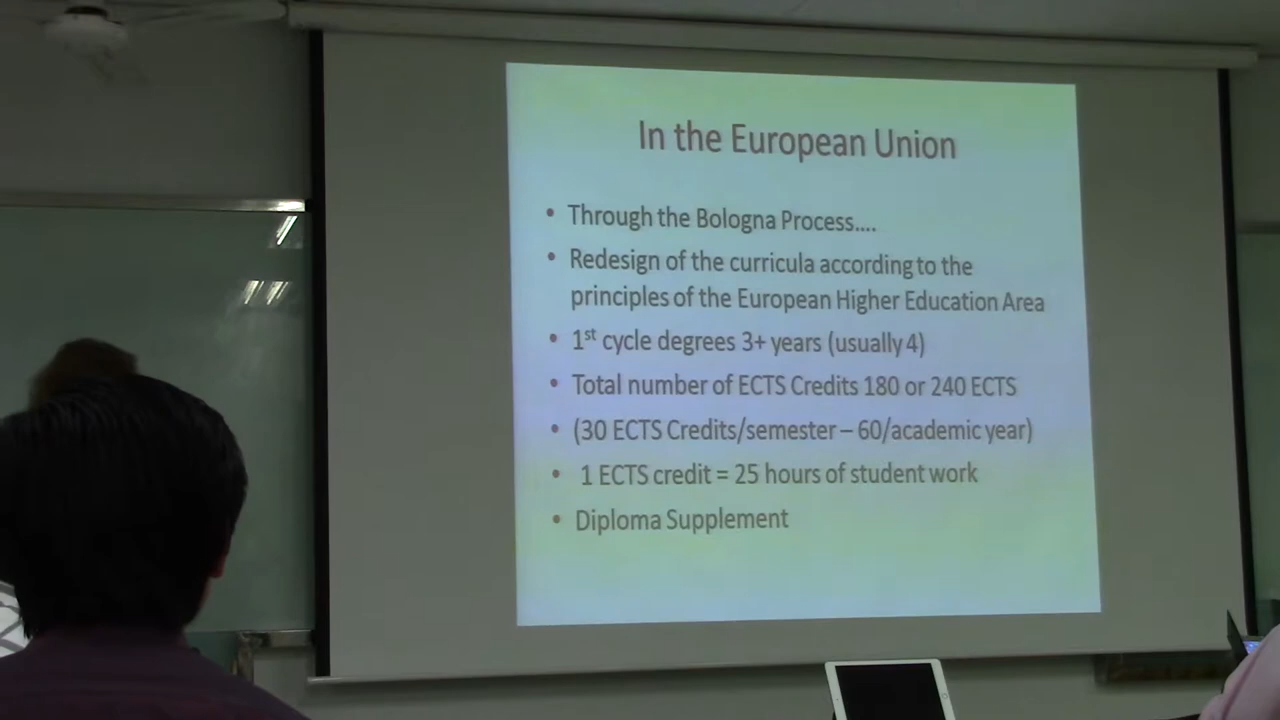 In the European Union
• Through the Bologna Process....
• Redesign of the curricula according to the
principles of the European Higher Education Area
• 1st cycle degrees 3+ years (usually 4)
• Total number of ECTS Credits 180 or 240 ECTS
• (30 ECTS Credits/semester – 60/academic year)
• 1 ECTS credit = 25 hours of student work
• Diploma Supplement